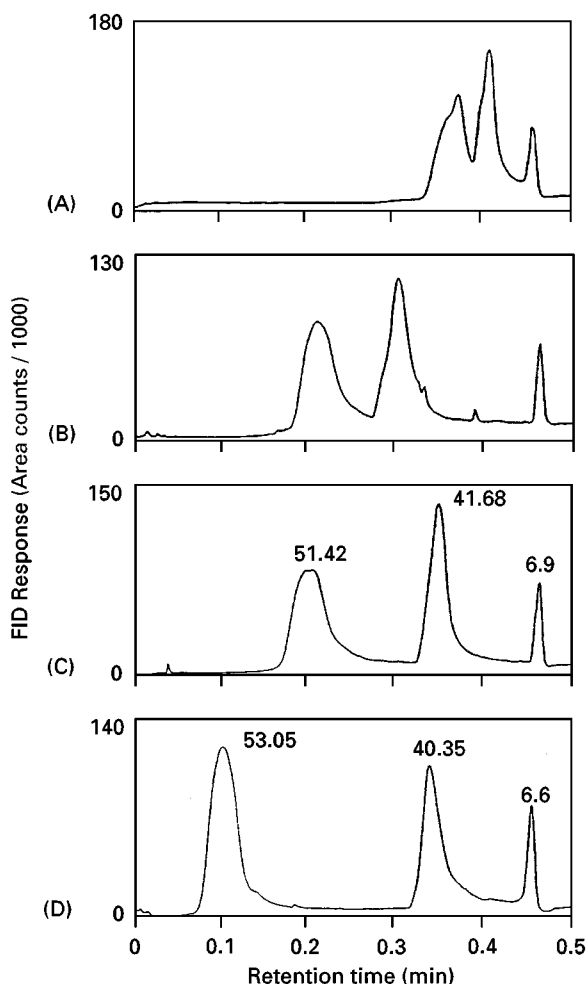 180
(A)
0
130
(B)
0
150
51.42
41.68
6.9
(C)
0
140
53.05
40.35
6.6
(D)
0
0 0.1 0.2 0.3 0.4 0.5
Retention time (min)
FID Response (Area counts / 1000)